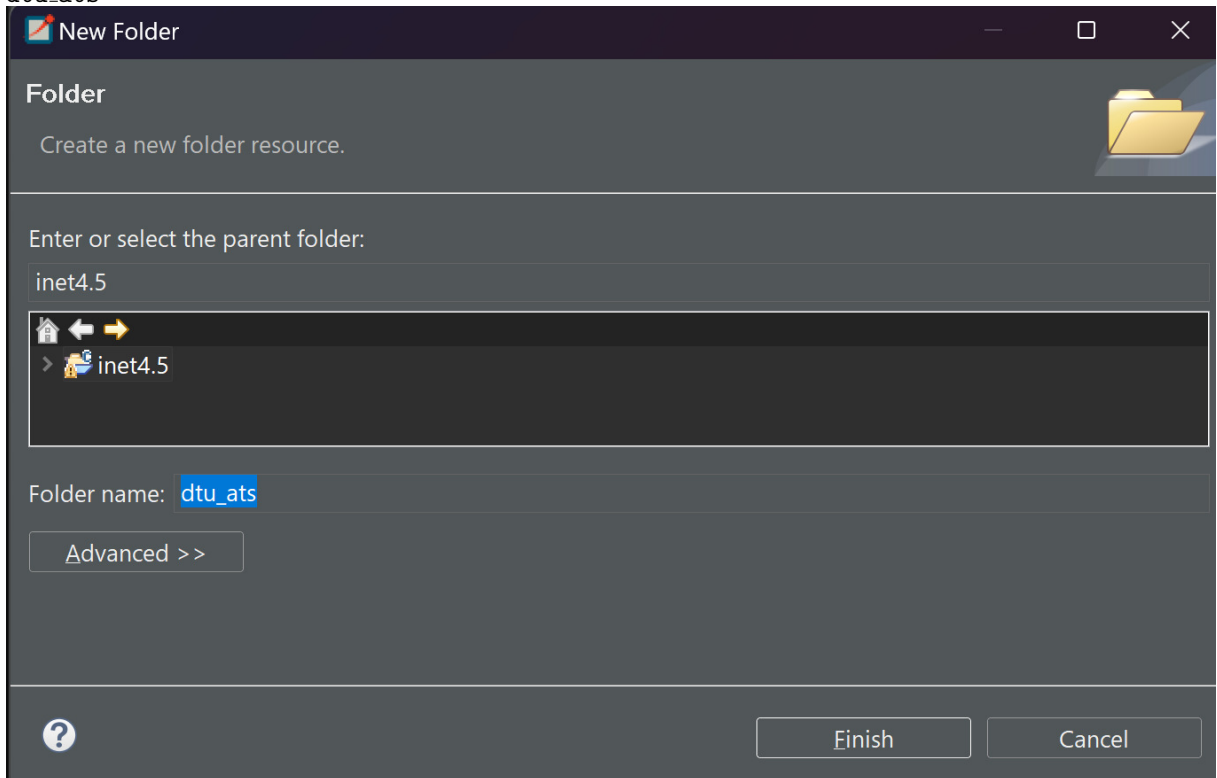 New Folder
Folder
Create a new folder resource.
Enter or select the parent folder:
inet4.5
inet4.5
Folder name: dtu_ats
Advanced >>
Finish
Cancel